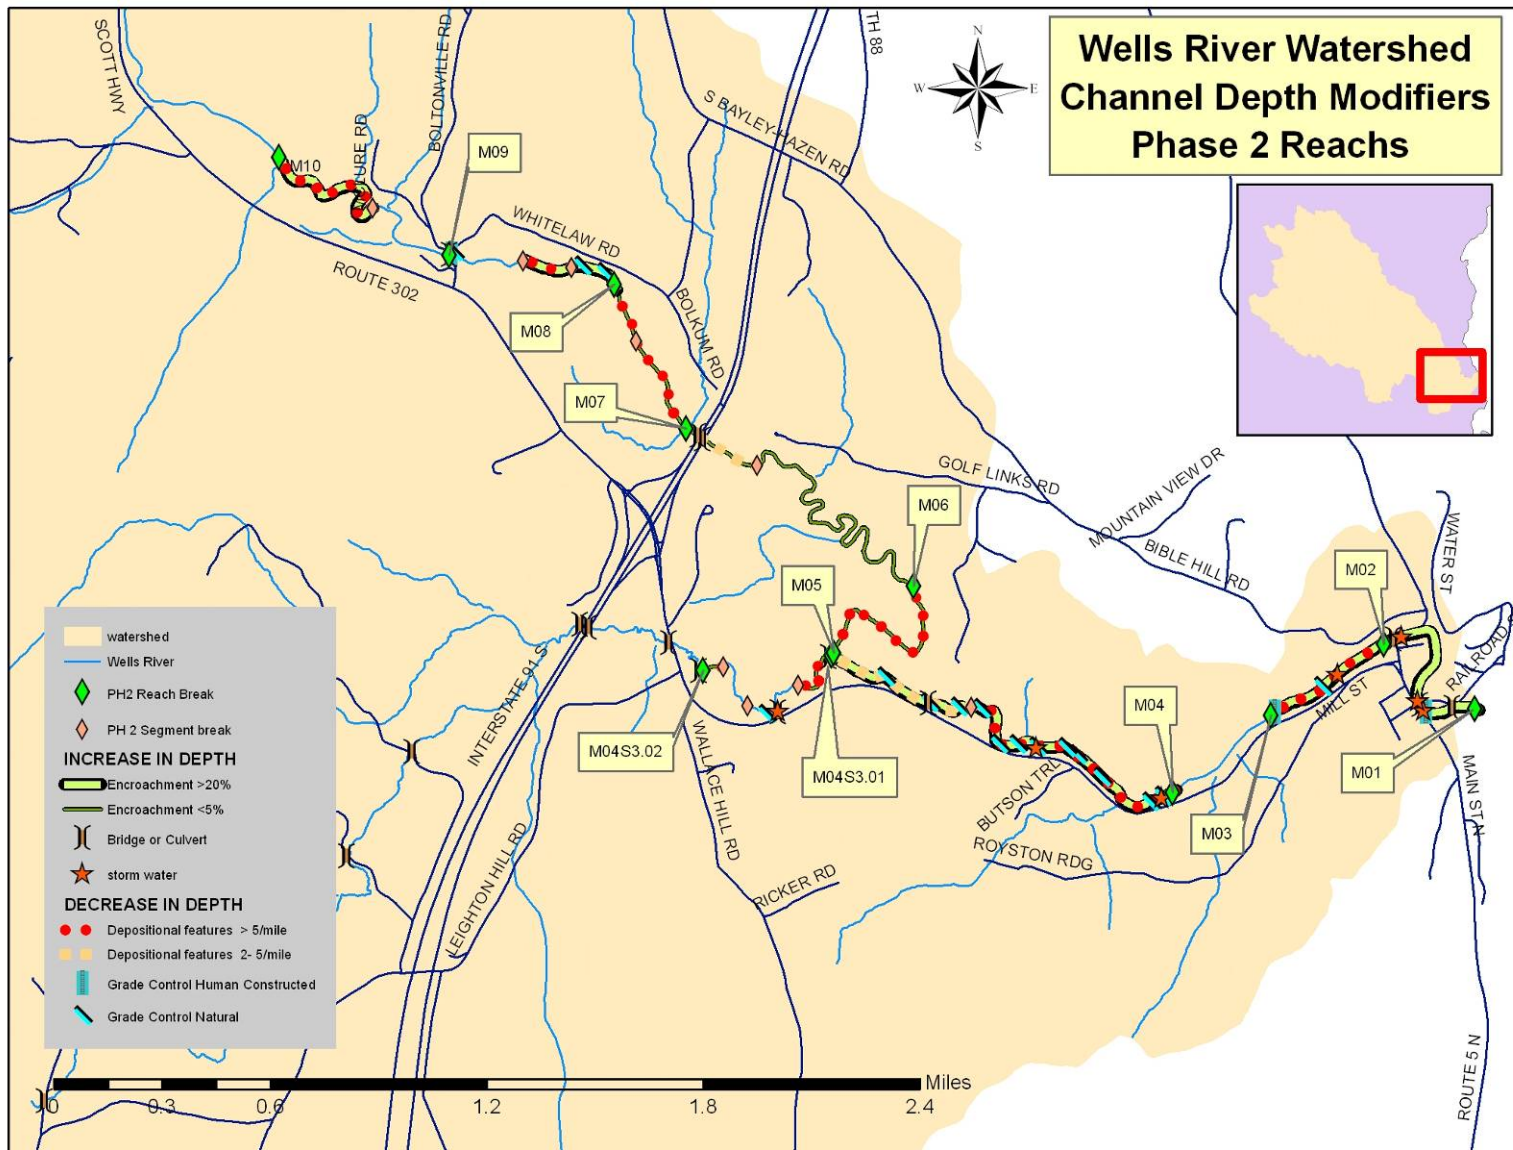 Wells River Watershed
Channel Depth Modifiers
Phase 2 Reachs
N
W
E
S
SCOTT HWY
BOLTONVILLE RD
TH 88
S BAYLEY-HAZEN RD
M09
M10
LURE RD
WHITELAW RD
ROUTE 302
M08
BOLKUM RD
M07
GOLF LINKS RD
MOUNTAIN VIEW DR
M06
WATER ST
BIBLE HILL RD
M02
M05
RAILROAD S
MILL ST
M04
INTERSTATE 91 S
M04S3.02
WALLACE HILL RD
M04S3.01
M01
MAIN ST N
BUTSON TRL
M03
ROYSTON RDG
RICKER RD
LEIGHTON HILL RD
ROUTE 5 N
watershed
Wells River
PH2 Reach Break
PH 2 Segment break
INCREASE IN DEPTH
Encroachment >20%
Encroachment <5%
Bridge or Culvert
storm water
DECREASE IN DEPTH
Depositional features > 5/mile
Depositional features 2- 5/mile
Grade Control Human Constructed
Grade Control Natural
Miles
0 0.3 0.6 1.2 1.8 2.4